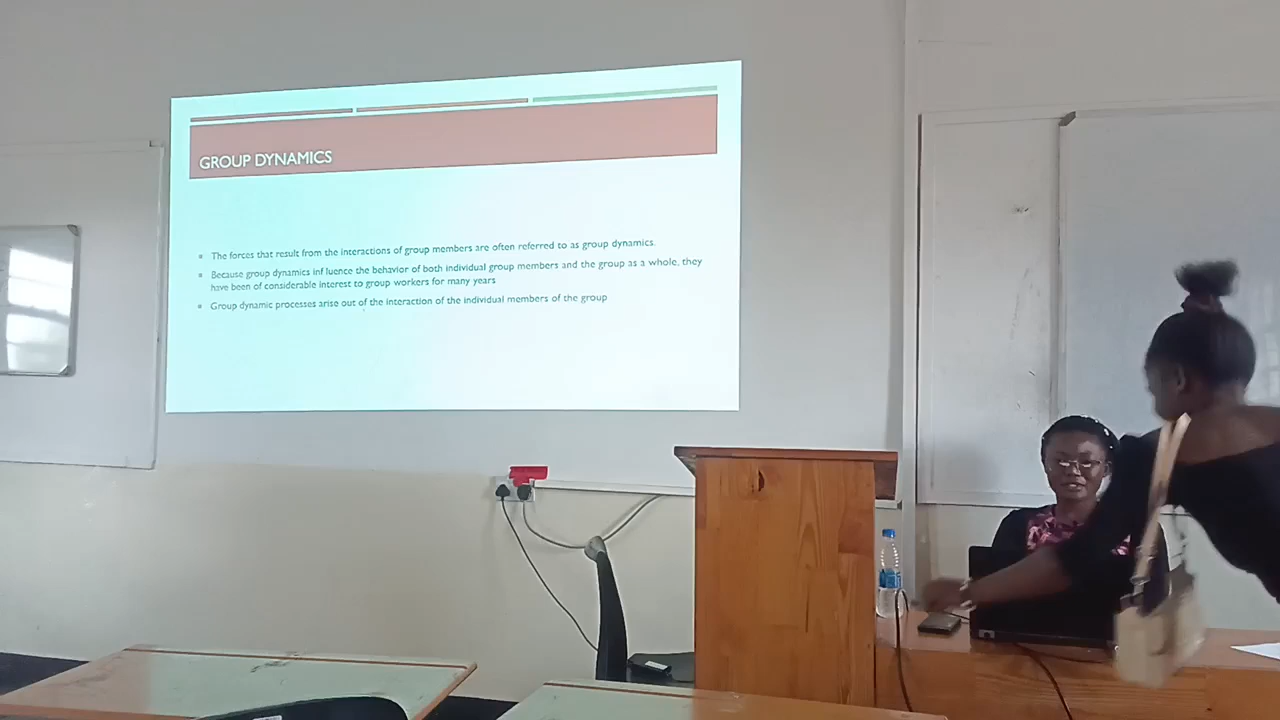 GROUP DYNAMICS
The forces that result from the interactions of group members are often referred to as group dynamics.
Because group dynamics inf luence the behavior of both individual group members and the group as a whole, they
have been of considerable interest to group workers for many years
Group dynamic processes arise out of the interaction of the individual members of the group